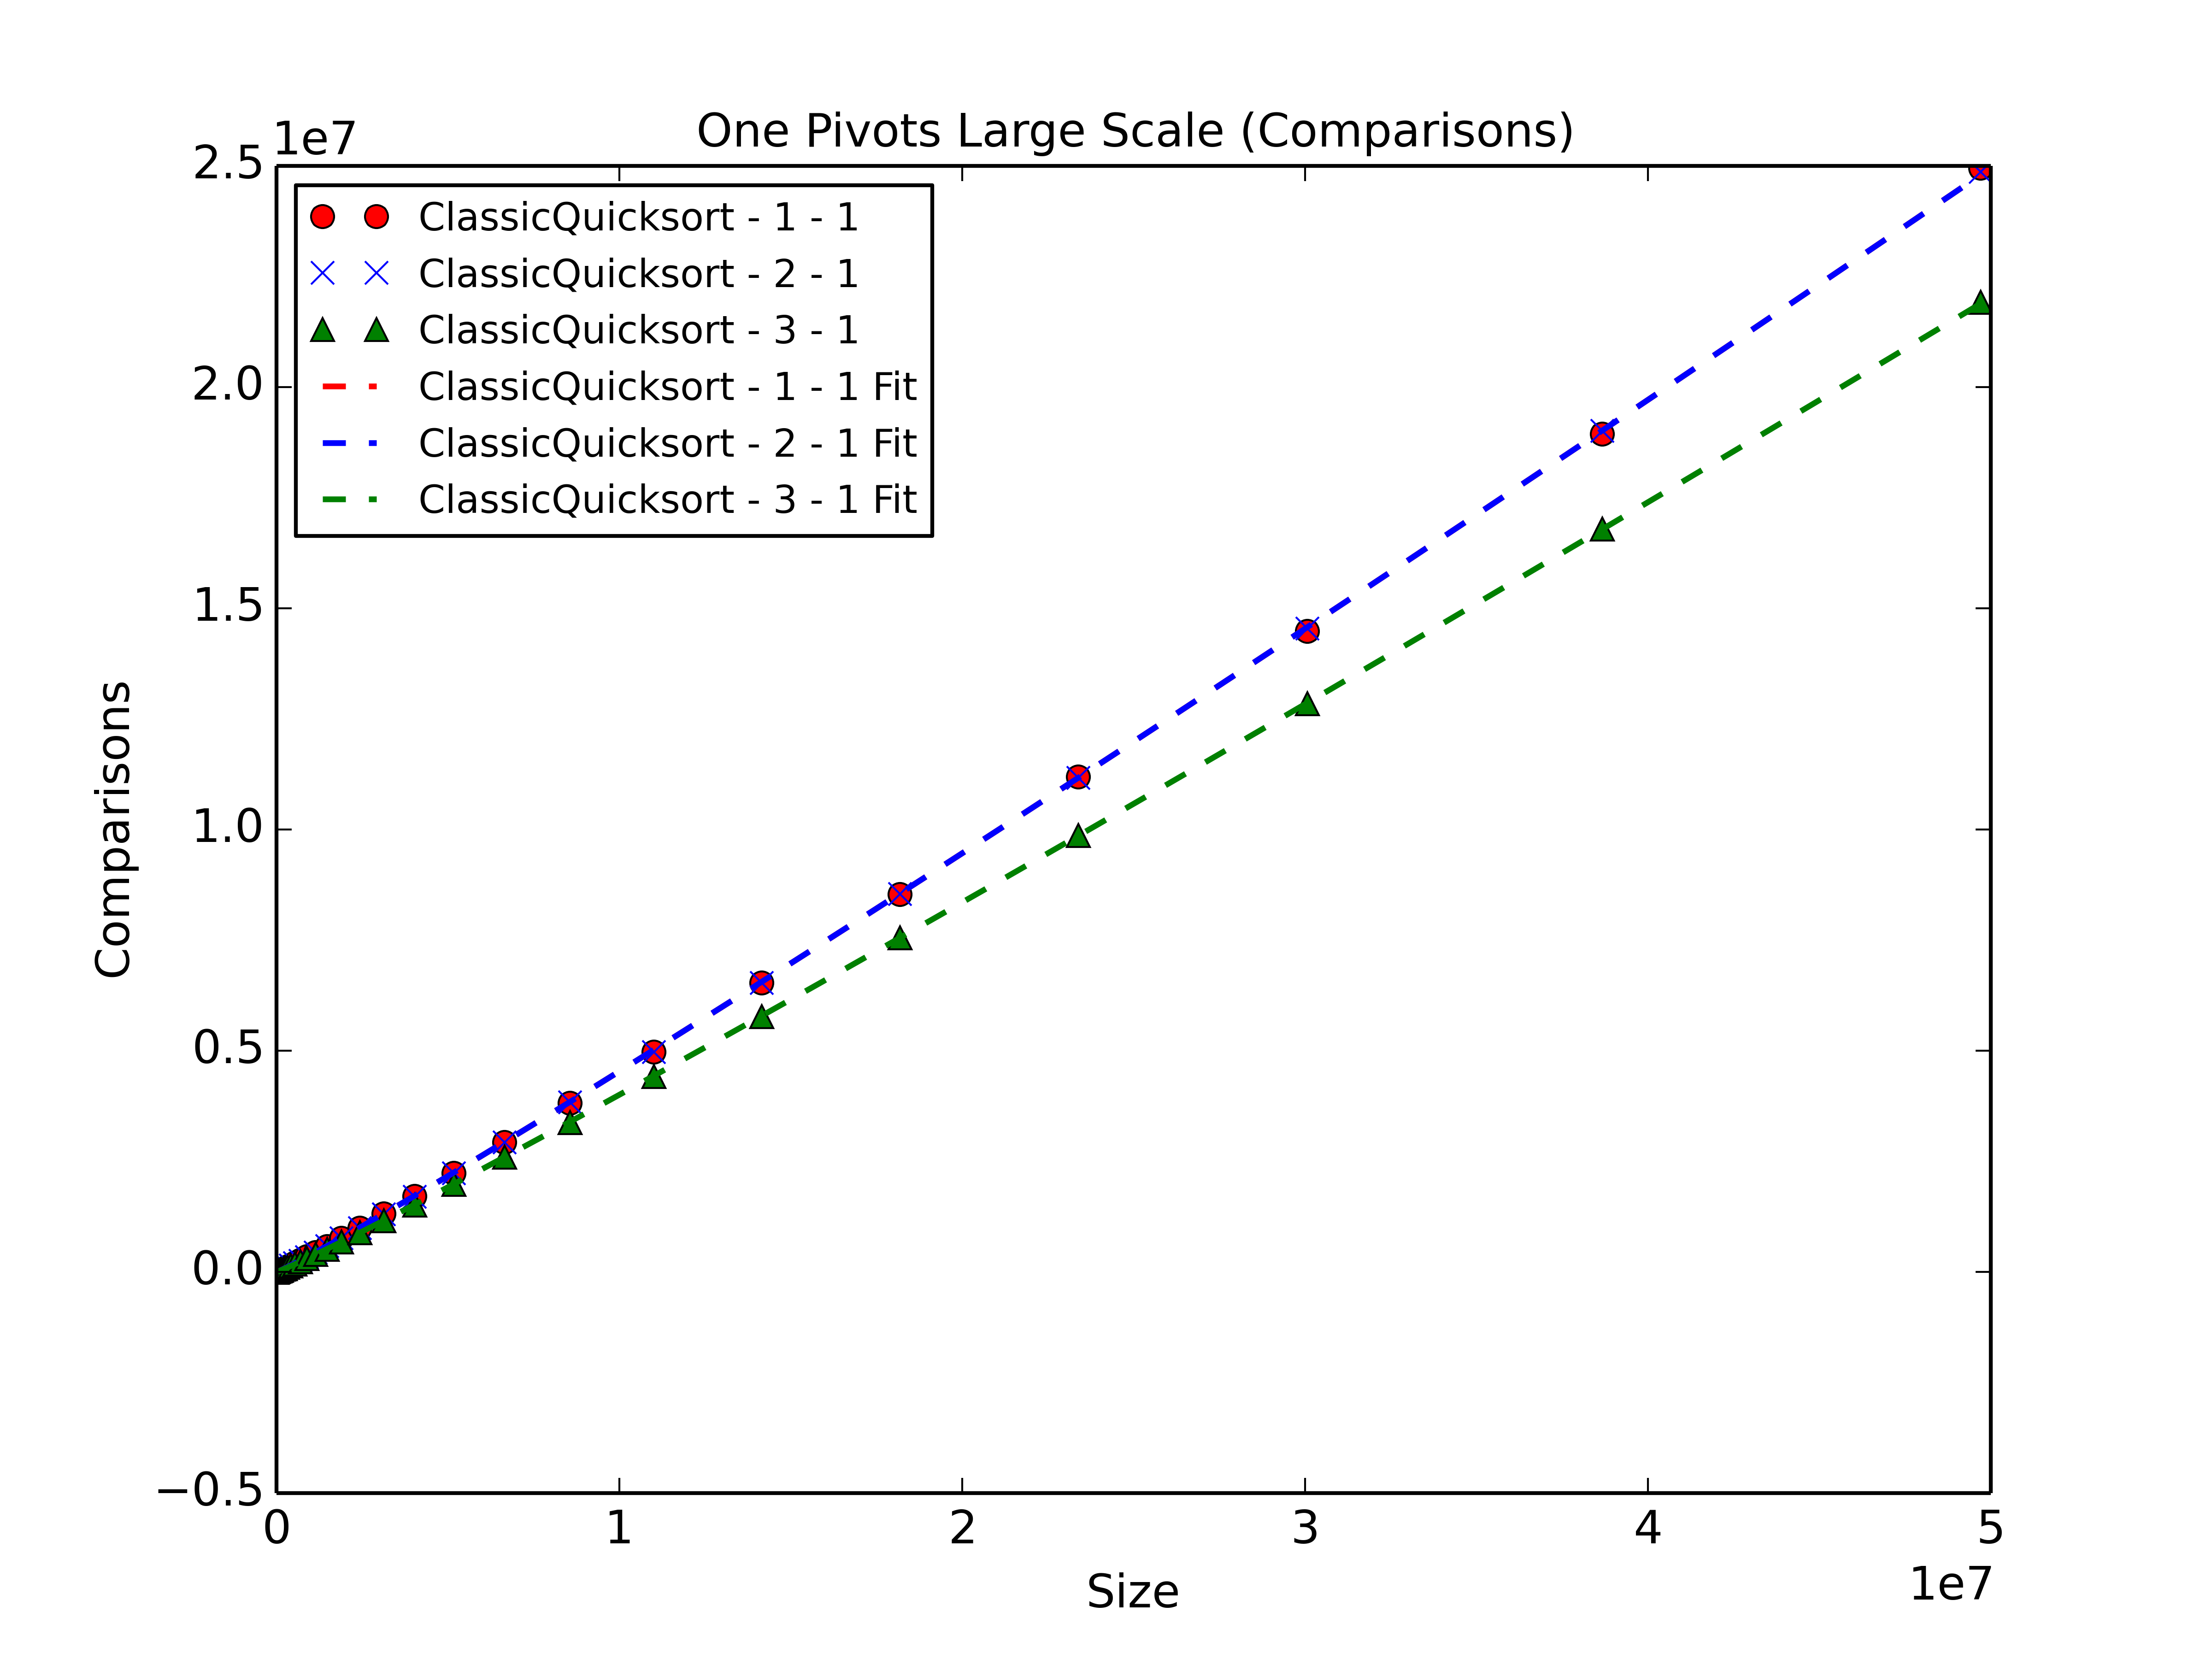 One Pivots Large Scale (Comparisons)
1e7
2.5
2.0
1.5
1.0
0.5
0.0
−0.5
Comparisons
ClassicQuicksort - 1 - 1
ClassicQuicksort - 2 - 1
ClassicQuicksort - 3 - 1
ClassicQuicksort - 1 - 1 Fit
ClassicQuicksort - 2 - 1 Fit
ClassicQuicksort - 3 - 1 Fit
0 1 2 3 4 5
Size
1e7